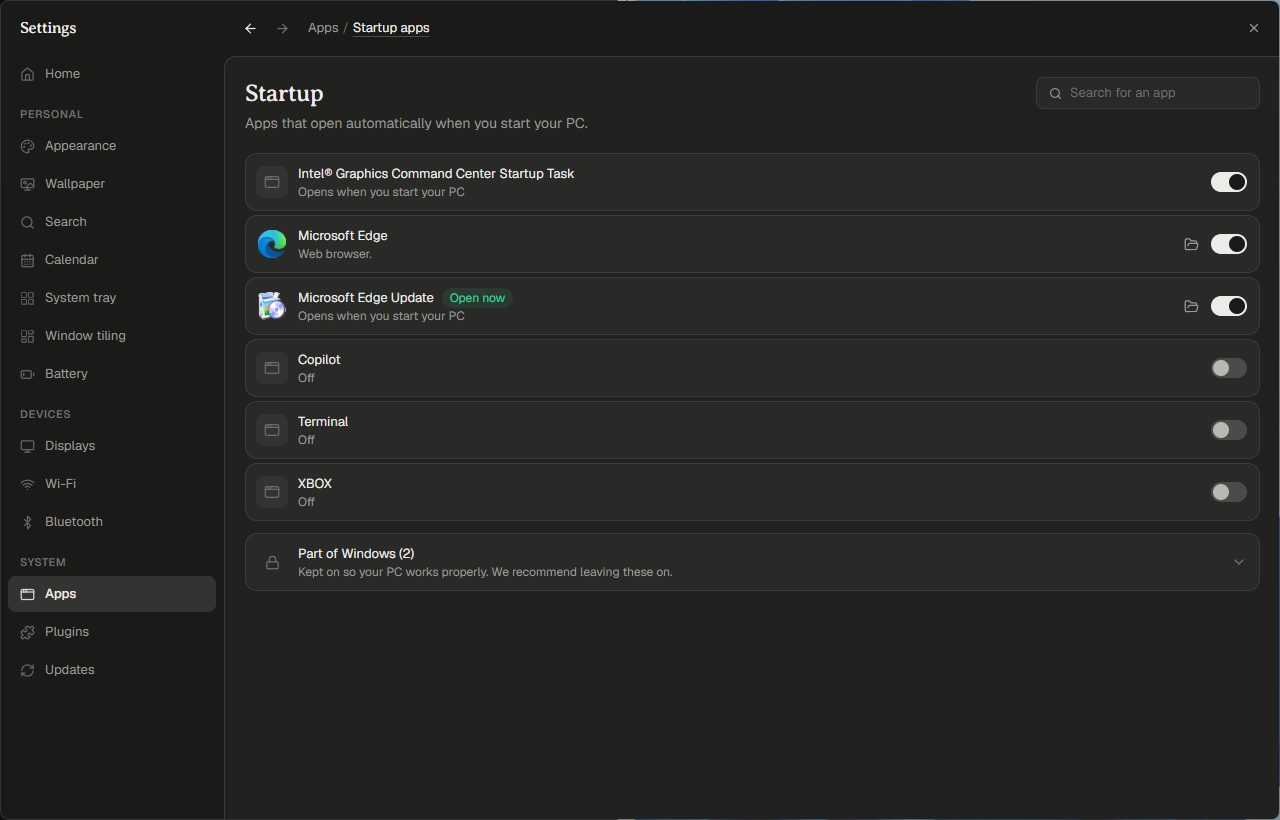 Settings
Apps / Startup apps
Home
PERSONAL
Appearance
Wallpaper
Search
Calendar
System tray
Window tiling
Battery
DEVICES
Displays
Wi-Fi
Bluetooth
SYSTEM
Apps
Plugins
Updates
Startup
Search for an app
Apps that open automatically when you start your PC.
Intel® Graphics Command Center Startup Task
Opens when you start your PC
Microsoft Edge
Web browser.
Microsoft Edge Update Open now
Opens when you start your PC
Copilot
Off
Terminal
Off
XBOX
Off
Part of Windows (2)
Kept on so your PC works properly. We recommend leaving these on.